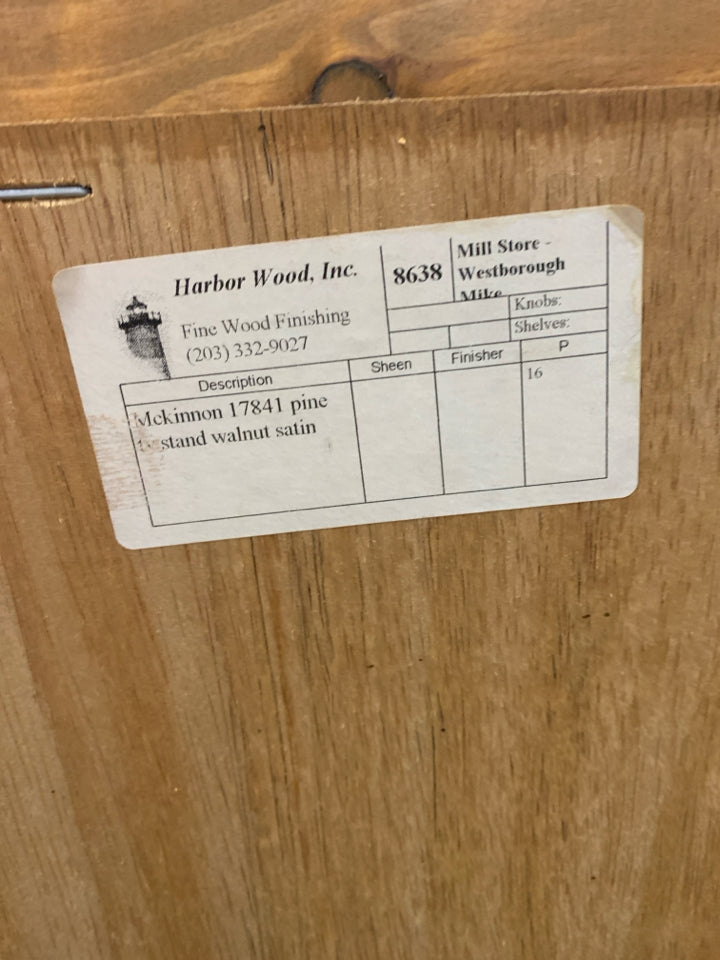 Harbor Wood, Inc.
Fine Wood Finishing
(203) 332-9027
8638
Mill Store -
Westborough
Mike
Knobs:
Shelves:
Description
Sheen
Finisher
P
Mckinnon 17841 pine
stand walnut satin
16